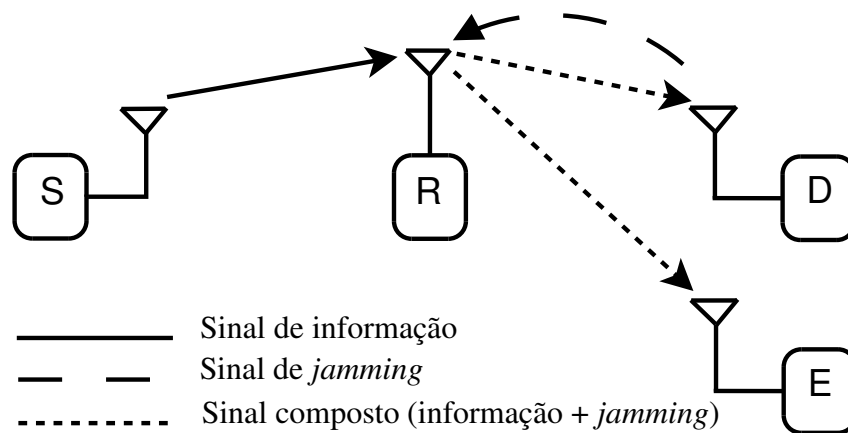 S
R
D
E
Sinal de informação
Sinal de jamming
Sinal composto (informação + jamming)